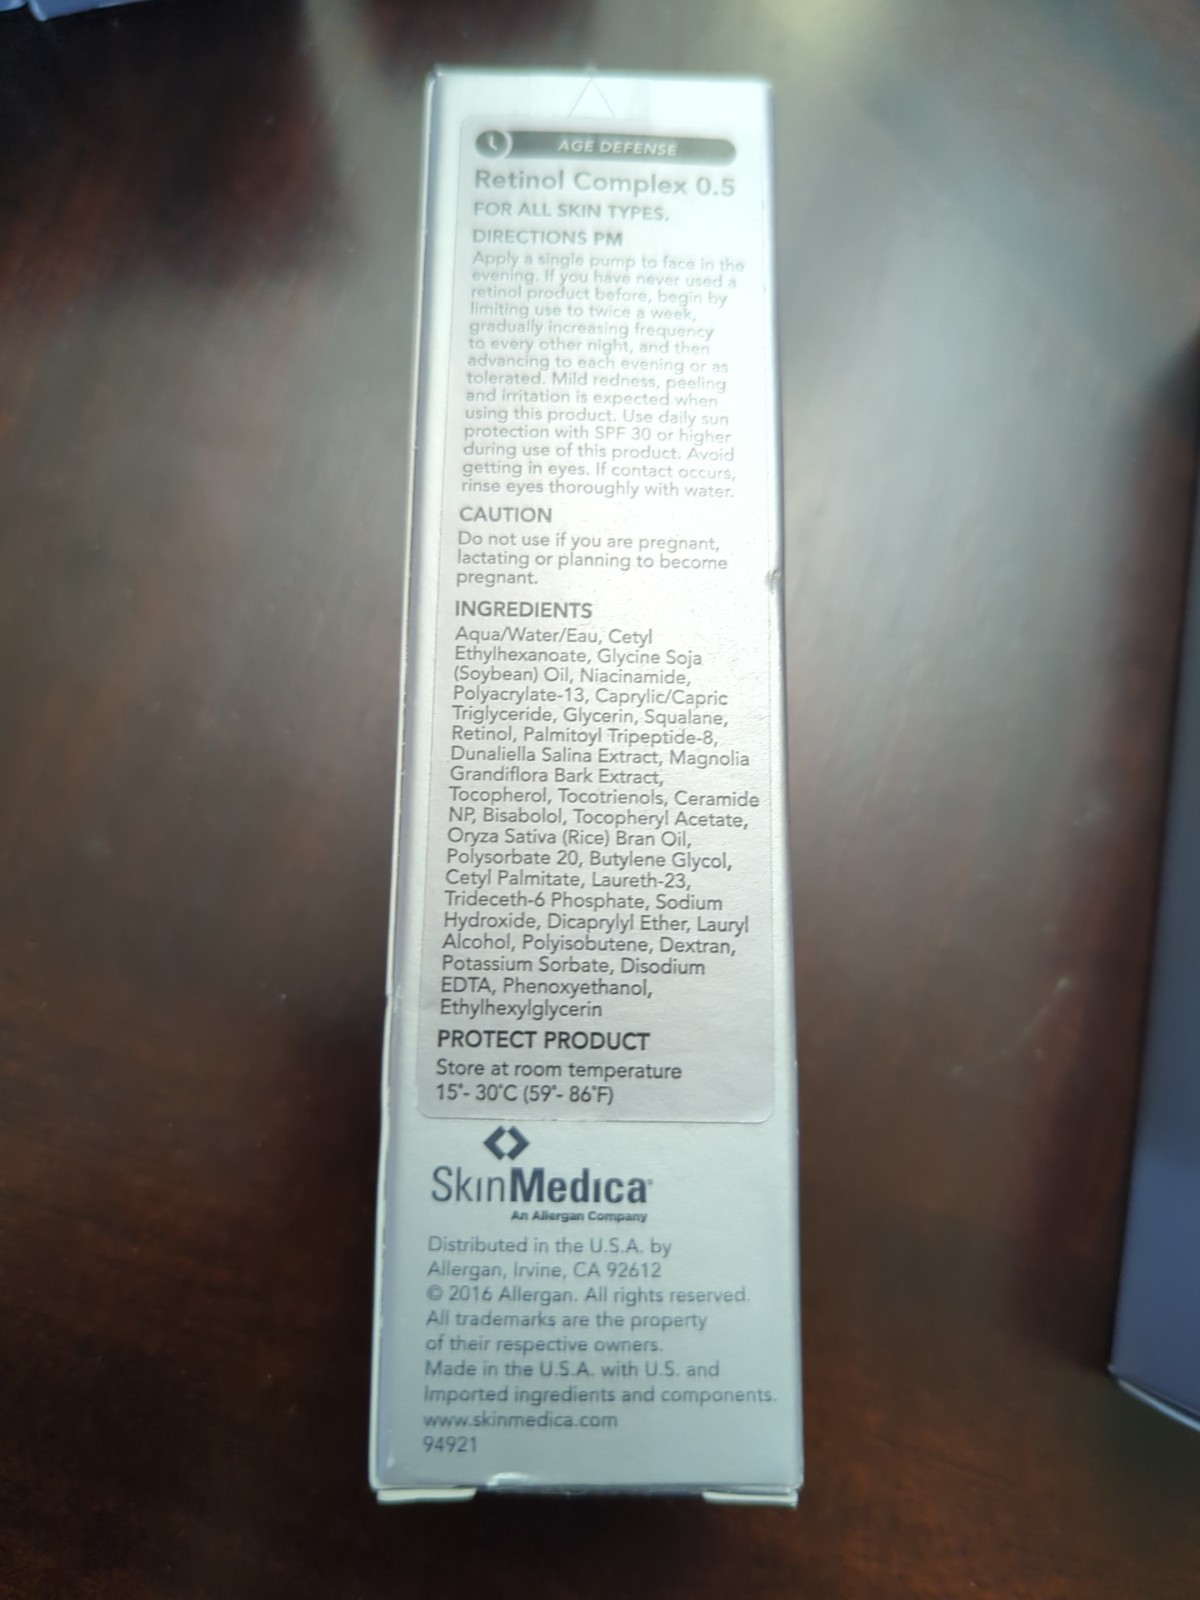 AGE DEFENSE
Retinol Complex 0.5
FOR ALL SKIN TYPES.
DIRECTIONS PM
Apply a single pump to face in the
evening. If you have never used a
retinol product before, begin by
limiting use to twice a week,
gradually increasing frequency
to every other night, and then
advancing to each evening or as
tolerated. Mild redness, peeling
and irritation is expected when
using this product. Use daily sun
protection with SPF 30 or higher
during use of this product. Avoid
getting in eyes. If contact occurs,
rinse eyes thoroughly with water.
CAUTION
Do not use if you are pregnant,
lactating or planning to become
pregnant.
INGREDIENTS
Aqua/Water/Eau, Cetyl
Ethylhexanoate, Glycine Soja
(Soybean) Oil, Niacinamide,
Polyacrylate-13, Caprylic/Capric
Triglyceride, Glycerin, Squalane,
Retinol, Palmitoyl Tripeptide-8,
Dunaliella Salina Extract, Magnolia
Grandiflora Bark Extract,
Tocopherol, Tocotrienols, Ceramide
NP, Bisabolol, Tocopheryl Acetate,
Oryza Sativa (Rice) Bran Oil,
Polysorbate 20, Butylene Glycol,
Cetyl Palmitate, Laureth-23,
Trideceth-6 Phosphate, Sodium
Hydroxide, Dicaprylyl Ether, Lauryl
Alcohol, Polyisobutene, Dextran,
Potassium Sorbate, Disodium
EDTA, Phenoxyethanol,
Ethylhexylglycerin
PROTECT PRODUCT
Store at room temperature
15°- 30°C (59°- 86°F)
SkinMedica®
An Allergan Company
Distributed in the U.S.A. by
Allergan, Irvine, CA 92612
© 2016 Allergan. All rights reserved.
All trademarks are the property
of their respective owners.
Made in the U.S.A. with U.S. and
Imported ingredients and components.
www.skinmedica.com
94921